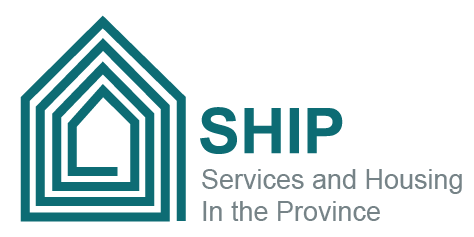 SHIP
Services and Housing
In the Province